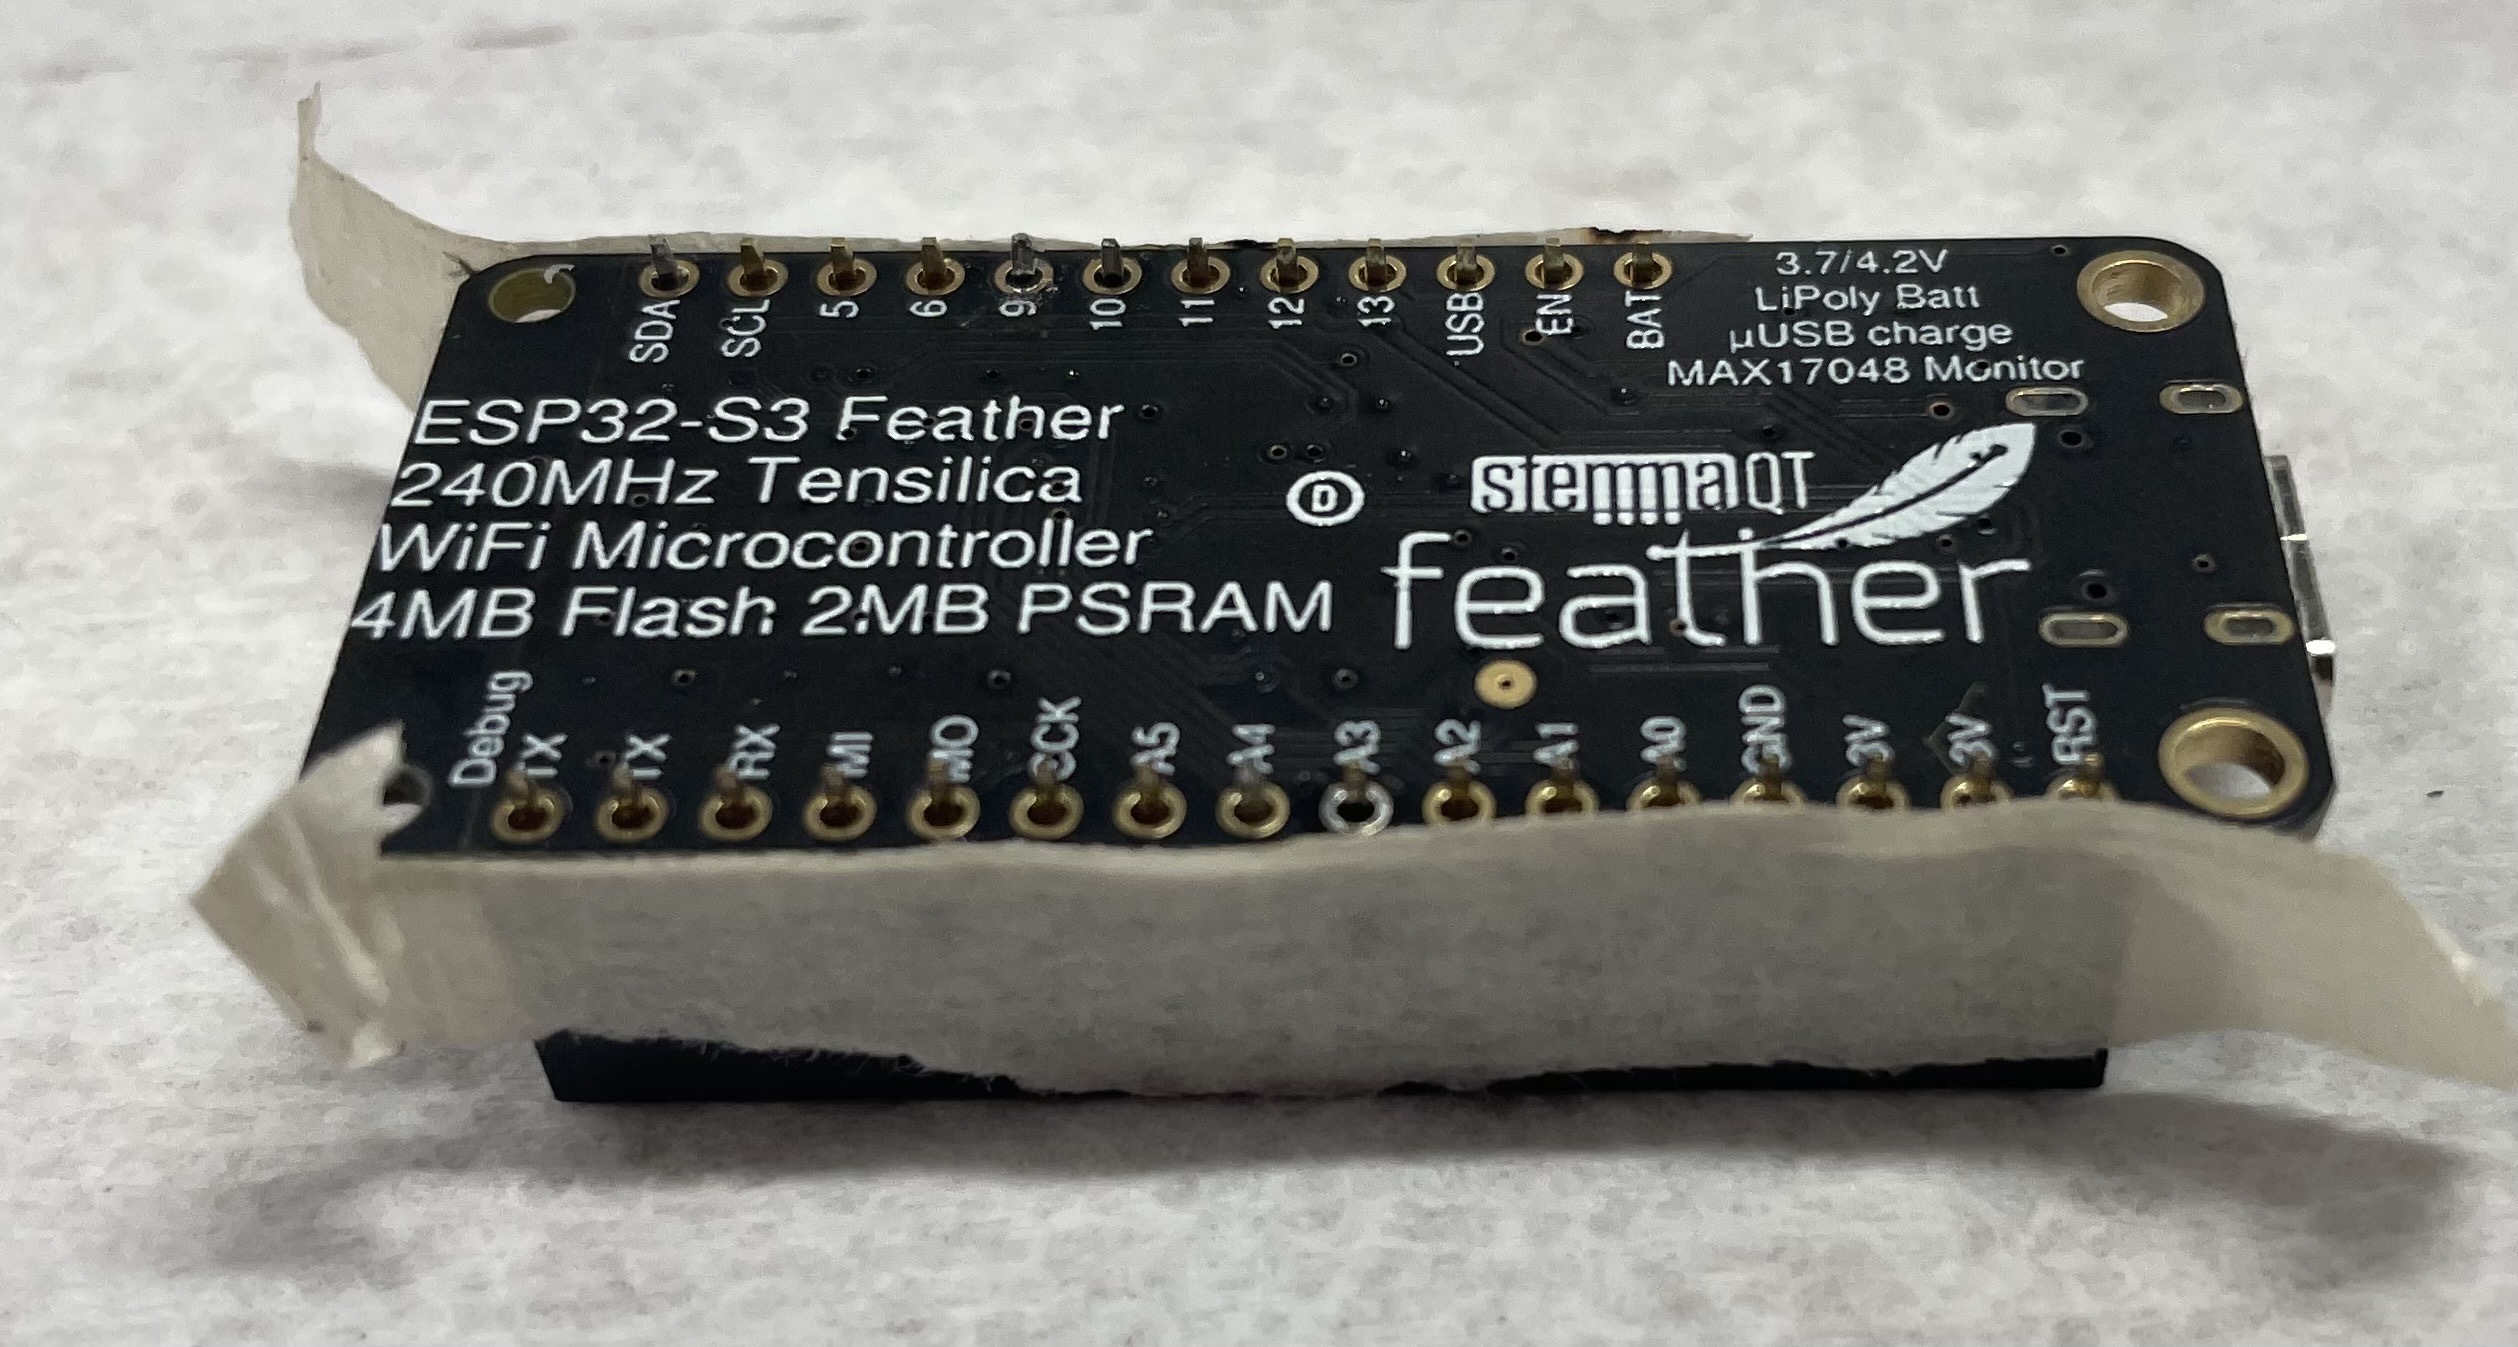 SDA SCL 5 6 9 10 11 12 13 USB EN BAT
3.7/4.2V
LiPoly Batt
µUSB charge
MAX17048 Monitor
ESP32-S3 Feather
240MHz Tensilica
WiFi Microcontroller
4MB Flash 2MB PSRAM
D
stemma QT
feather
Debug
TX TX RX MI MO SCK A5 A4 A3 A2 A1 A0 GND 3V 3V RST